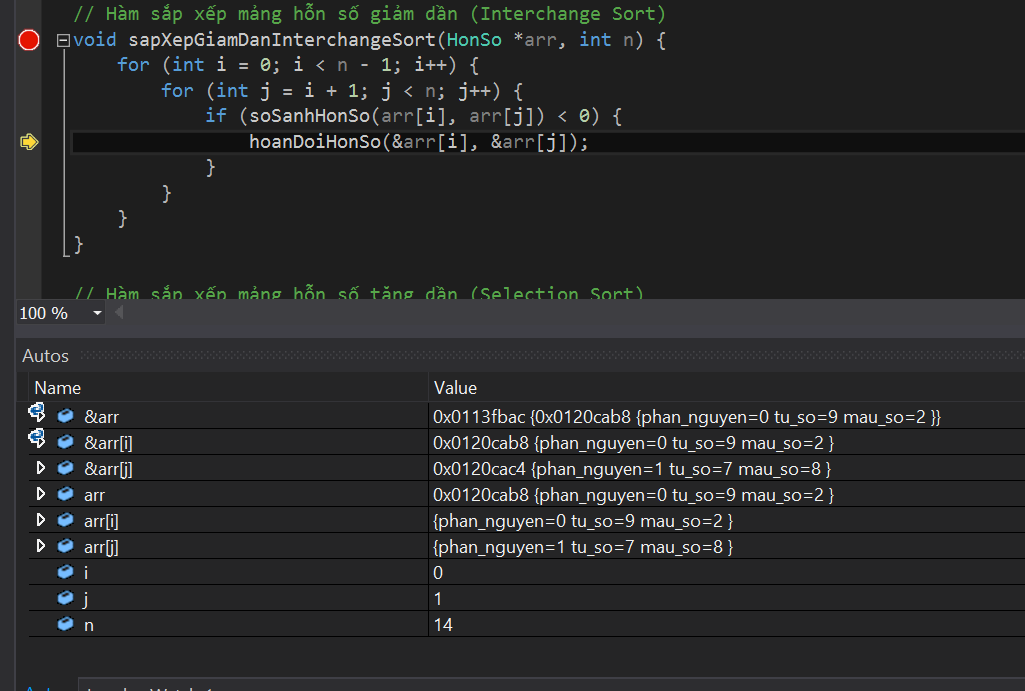 // Hàm sắp xếp mảng hỗn số giảm dần (Interchange Sort)
void sapXepGiamDanInterchangeSort(HonSo *arr, int n) {
for (int i = 0; i < n - 1; i++) {
for (int j = i + 1; j < n; j++) {
if (soSanhHonSo(arr[i], arr[j]) < 0) {
hoanDoiHonSo(&arr[i], &arr[j]);
}
}
}
}
// Hàm sắp xếp mảng hỗn số tăng dần (Selection Sort)
100 %
Autos
Name Value
&arr 0x0113fbac {0x0120cab8 {phan_nguyen=0 tu_so=9 mau_so=2 }}
&arr[i] 0x0120cab8 {phan_nguyen=0 tu_so=9 mau_so=2 }
&arr[j] 0x0120cac4 {phan_nguyen=1 tu_so=7 mau_so=8 }
arr 0x0120cab8 {phan_nguyen=0 tu_so=9 mau_so=2 }
arr[i] {phan_nguyen=0 tu_so=9 mau_so=2 }
arr[j] {phan_nguyen=1 tu_so=7 mau_so=8 }
i 0
j 1
n 14